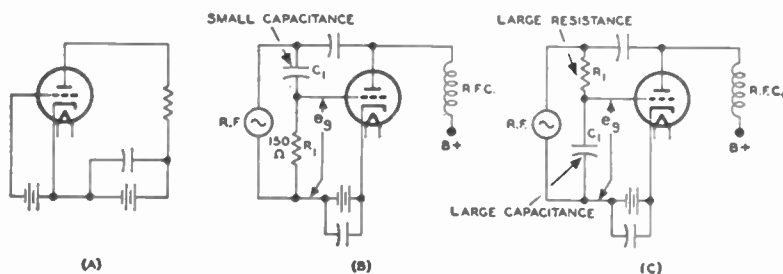 SMALL CAPACITANCE
C1
R.F.
150
Ω
R1
eg
R.F.C.
B+
LARGE RESISTANCE
R1
R.F.
C1
eg
R.F.C.
B+
LARGE CAPACITANCE
(A)
(B)
(C)